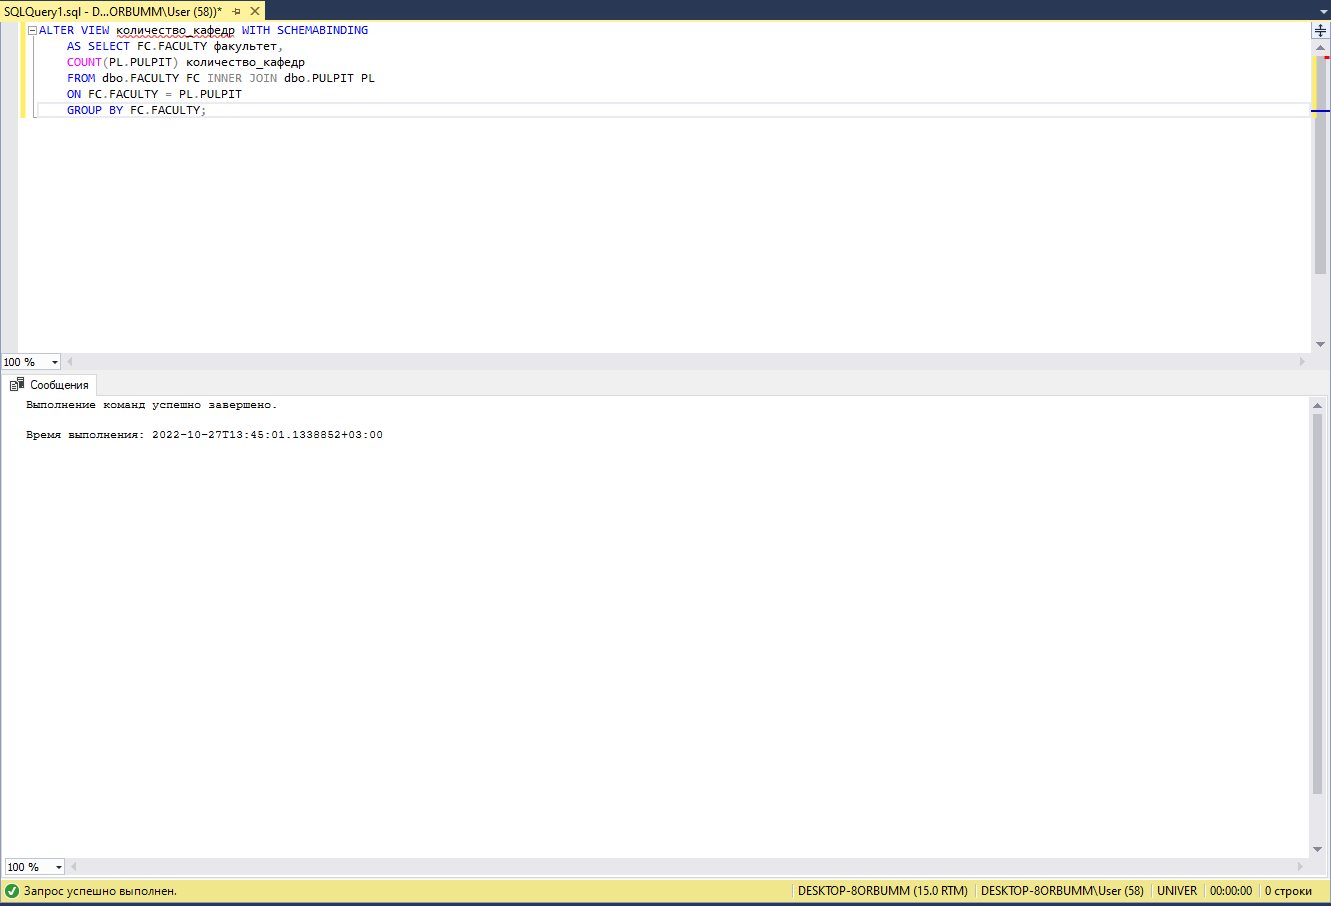 SQLQuery1.sql - D...ORBUMM\User (58))*
ALTER VIEW количество_кафедр WITH SCHEMABINDING
AS SELECT FC.FACULTY факультет,
COUNT(PL.PULPIT) количество_кафедр
FROM dbo.FACULTY FC INNER JOIN dbo.PULPIT PL
ON FC.FACULTY = PL.PULPIT
GROUP BY FC.FACULTY;
100 %
Сообщения
Выполнение команд успешно завершено.
Время выполнения: 2022-10-27T13:45:01.1338852+03:00
100 %
Запрос успешно выполнен.
DESKTOP-8ORBUMM (15.0 RTM)
DESKTOP-8ORBUMM\User (58)
UNIVER
00:00:00
0 строки